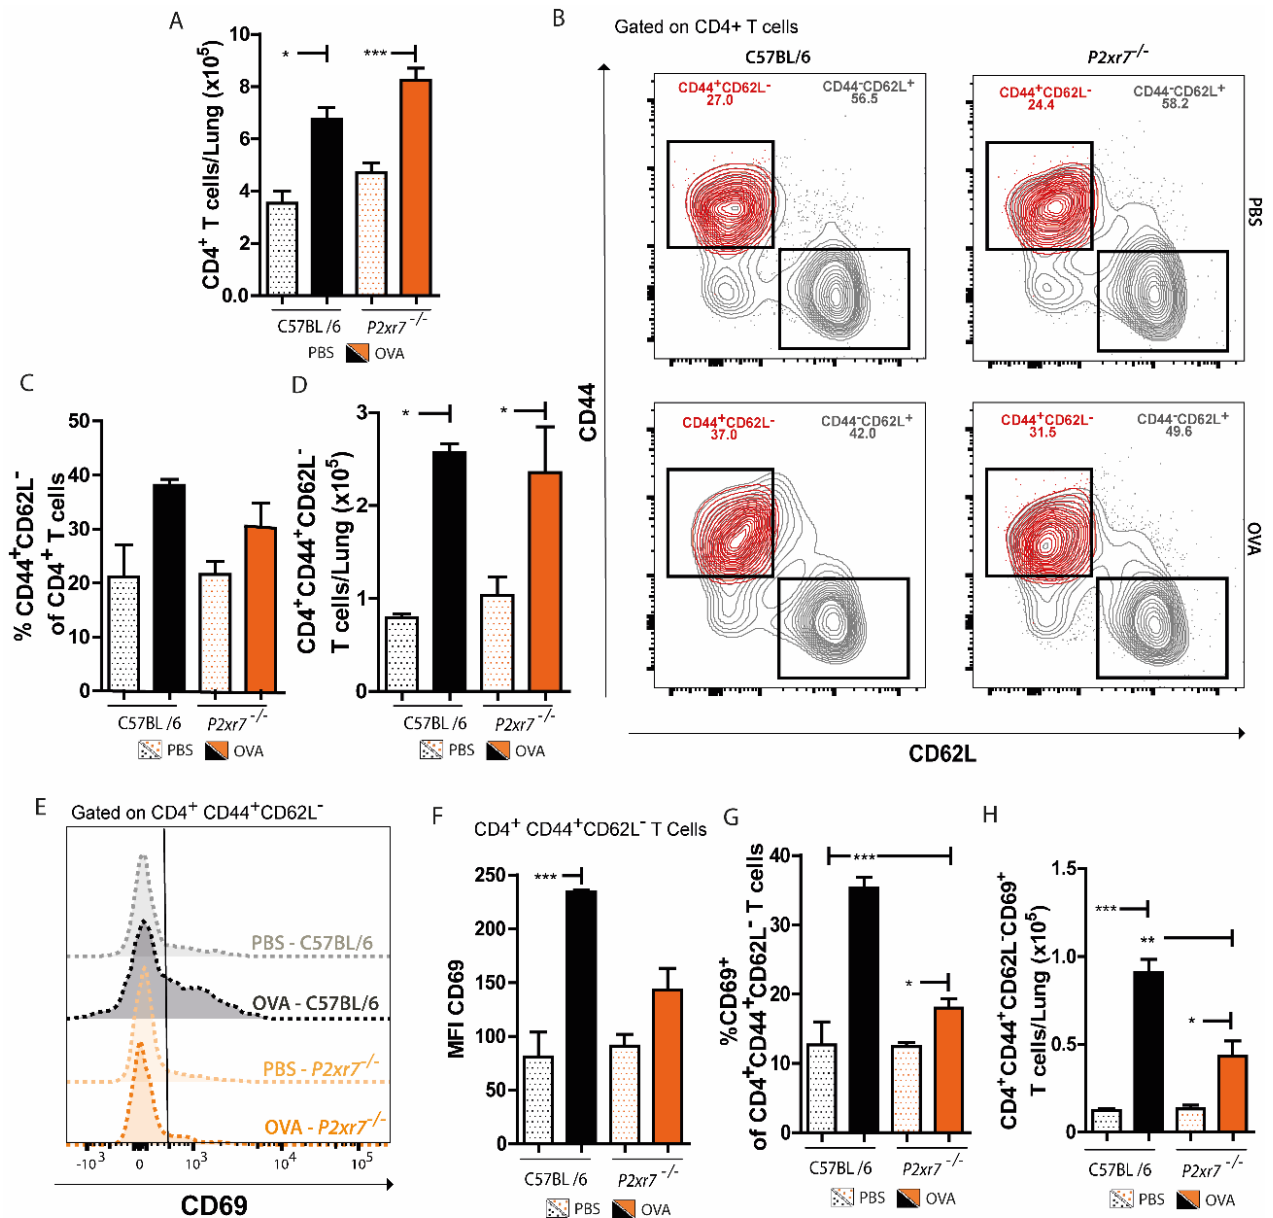 A
CD4+ T cells/Lung (x10^5)
10
8
6
4
2
0.0
*
***
C57BL/6
P2xr7 -/-
PBS
OVA
B
Gated on CD4+ T cells
C57BL/6
P2xr7-/-
CD44+CD62L-
27.0
CD44-CD62L+
56.5
CD44+CD62L-
24.4
CD44-CD62L+
58.2
PBS
CD44+CD62L-
37.0
CD44-CD62L+
42.0
CD44+CD62L-
31.5
CD44-CD62L+
49.6
OVA
CD44
CD62L
C
% CD44+CD62L-
of CD4+ T cells
50
40
30
20
10
0
C57BL/6
P2xr7 -/-
PBS
OVA
D
CD4+CD44+CD62L-
T cells/Lung (x10^5)
3
2
1
0
*
*
C57BL/6
P2xr7 -/-
PBS
OVA
E
Gated on CD4+ CD44+CD62L-
PBS - C57BL/6
OVA - C57BL/6
PBS - P2xr7-/-
OVA - P2xr7-/-
-10^3
0
10^3
10^4
10^5
CD69
F
CD4+ CD44+CD62L- T Cells
MFI CD69
250
200
150
100
50
0
***
C57BL/6
P2xr7 -/-
PBS
OVA
G
%CD69+
of CD4+CD44+CD62L- T cells
40
30
20
10
0
***
*
C57BL/6
P2xr7 -/-
PBS
OVA
H
CD4+CD44+CD62L-CD69+
T cells/Lung (x10^5)
1.5
1.0
0.5
0
***
**
*
C57BL/6
P2xr7 -/-
PBS
OVA